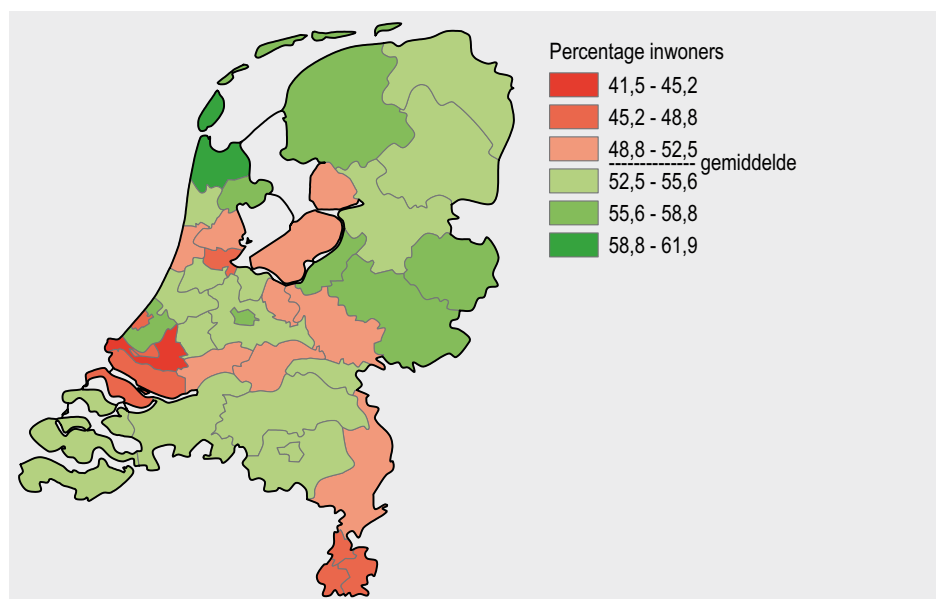 Percentage inwoners
41,5 - 45,2
45,2 - 48,8
48,8 - 52,5
gemiddelde
52,5 - 55,6
55,6 - 58,8
58,8 - 61,9